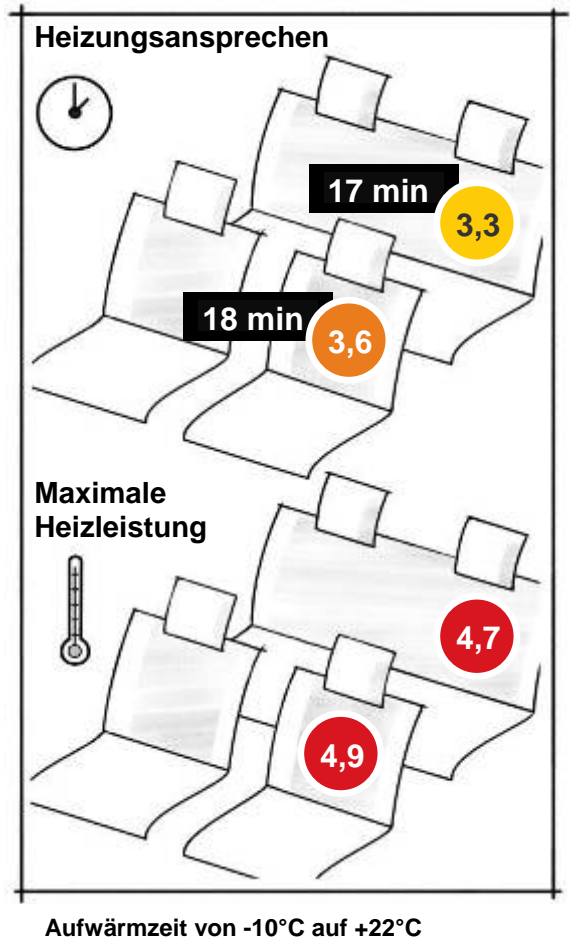 Heizungsansprechen
17 min
3,3
18 min
3,6
Maximale
Heizleistung
4,7
4,9
Aufwärmzeit von -10°C auf +22°C